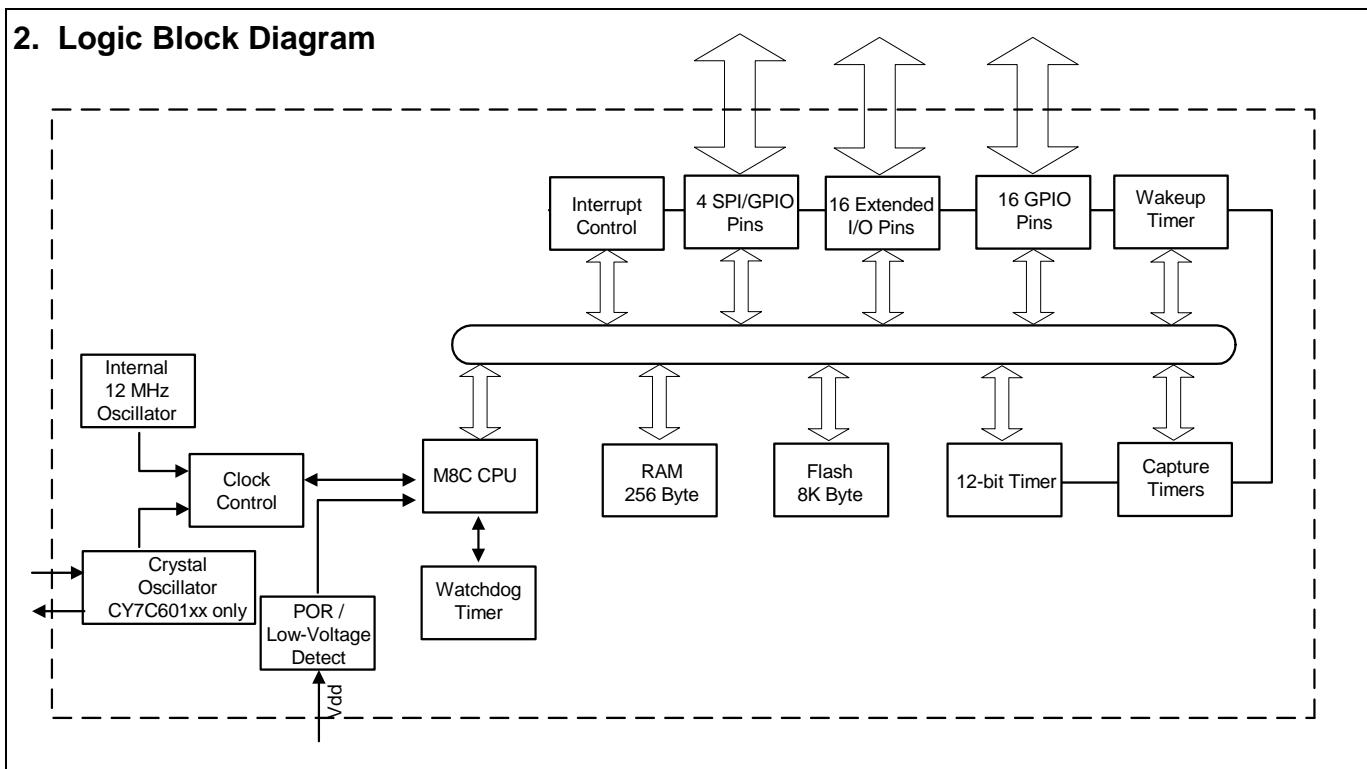 2. Logic Block Diagram
Interrupt
Control
4 SPI/GPIO
Pins
16 Extended
I/O Pins
16 GPIO
Pins
Wakeup
Timer
Internal
12 MHz
Oscillator
Clock
Control
M8C CPU
RAM
256 Byte
Flash
8K Byte
12-bit Timer
Capture
Timers
Crystal
Oscillator
CY7C601xx only
POR /
Low-Voltage
Detect
Watchdog
Timer
Vdd